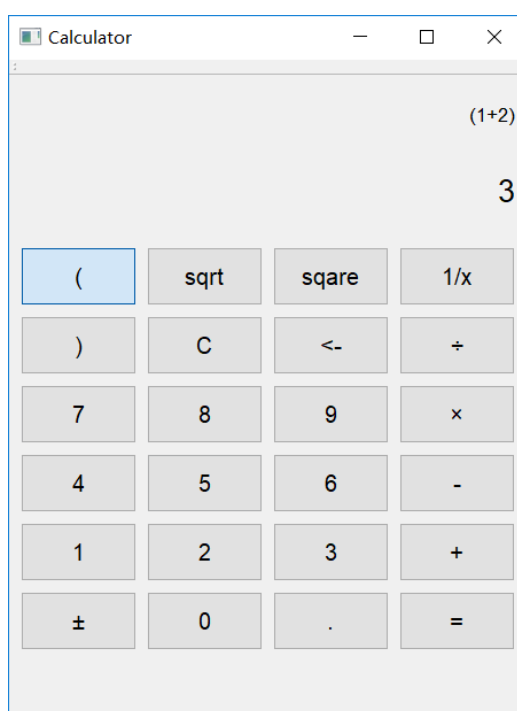 Calculator
(1+2)
3
( sqrt sqare 1/x
) C <- ÷
7 8 9 ×
4 5 6 -
1 2 3 +
± 0 . =